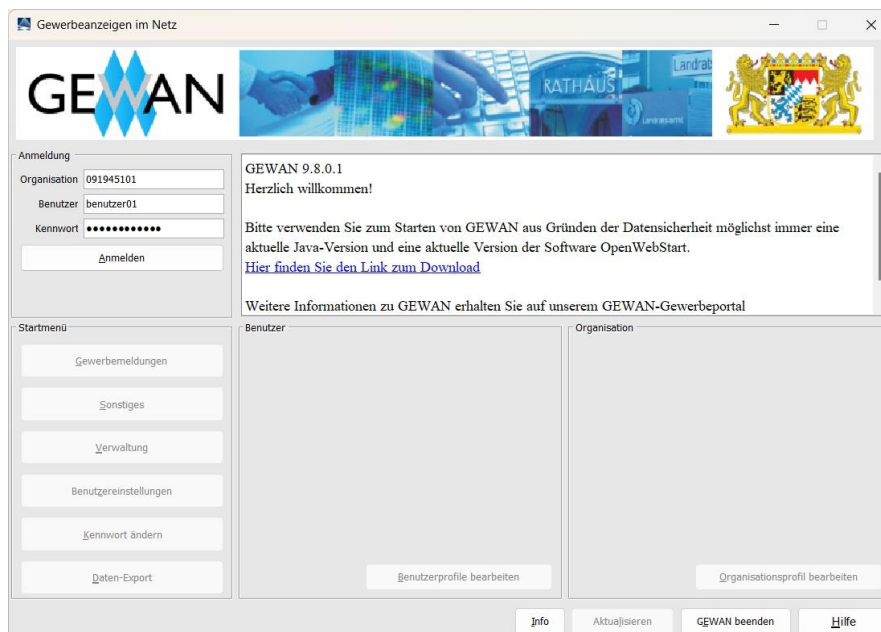 Gewerbeanzeigen im Netz
GEWAN
RATHAUS
Landrat
Landratsamt
Anmeldung
Organisation 091945101
Benutzer benutzer01
Kennwort ●●●●●●●●●●●●
Anmelden
GEWAN 9.8.0.1
Herzlich willkommen!
Bitte verwenden Sie zum Starten von GEWAN aus Gründen der Datensicherheit möglichst immer eine
aktuelle Java-Version und eine aktuelle Version der Software OpenWebStart.
Hier finden Sie den Link zum Download
Weitere Informationen zu GEWAN erhalten Sie auf unserem GEWAN-Gewerbeportal
Startmenü
Gewerbemeldungen
Sonstiges
Verwaltung
Benutzereinstellungen
Kennwort ändern
Daten-Export
Benutzer
Benutzerprofile bearbeiten
Organisation
Organisationsprofil bearbeiten
Info
Aktualisieren
GEWAN beenden
Hilfe